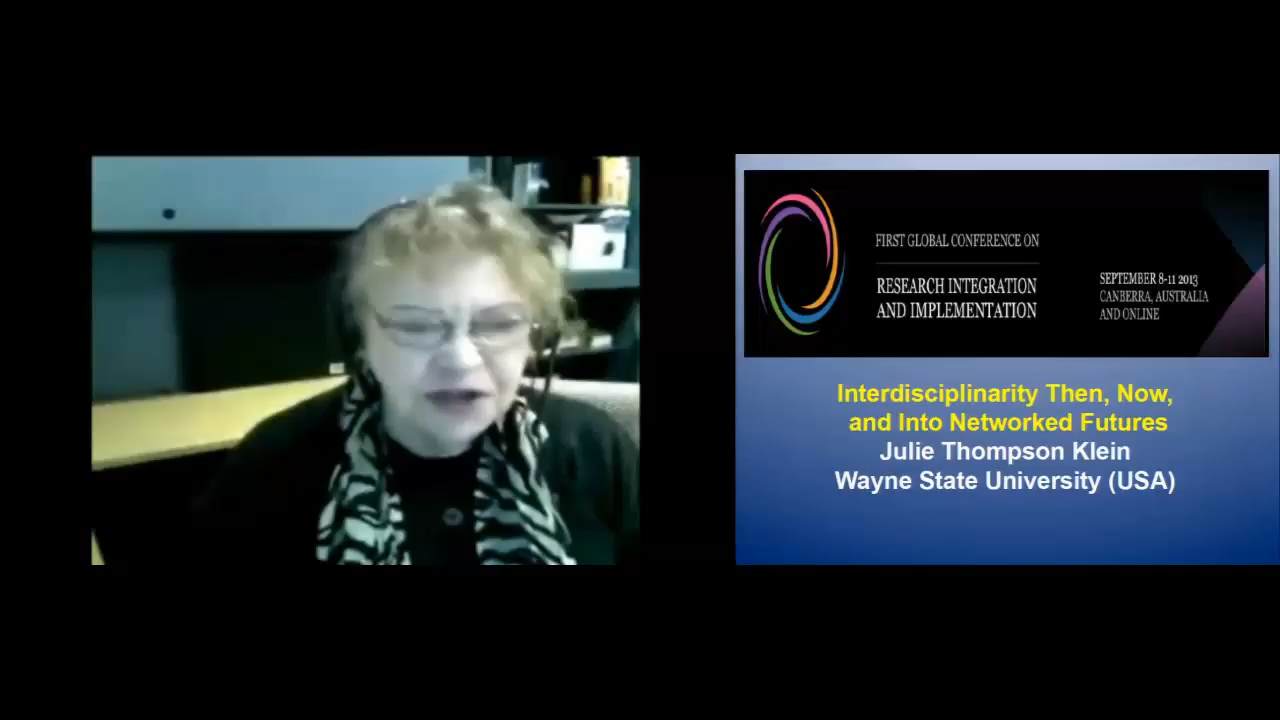 FIRST GLOBAL CONFERENCE ON
RESEARCH INTEGRATION
AND IMPLEMENTATION
SEPTEMBER 8-11 2013
CANBERRA, AUSTRALIA
AND ONLINE
Interdisciplinarity Then, Now,
and Into Networked Futures
Julie Thompson Klein
Wayne State University (USA)